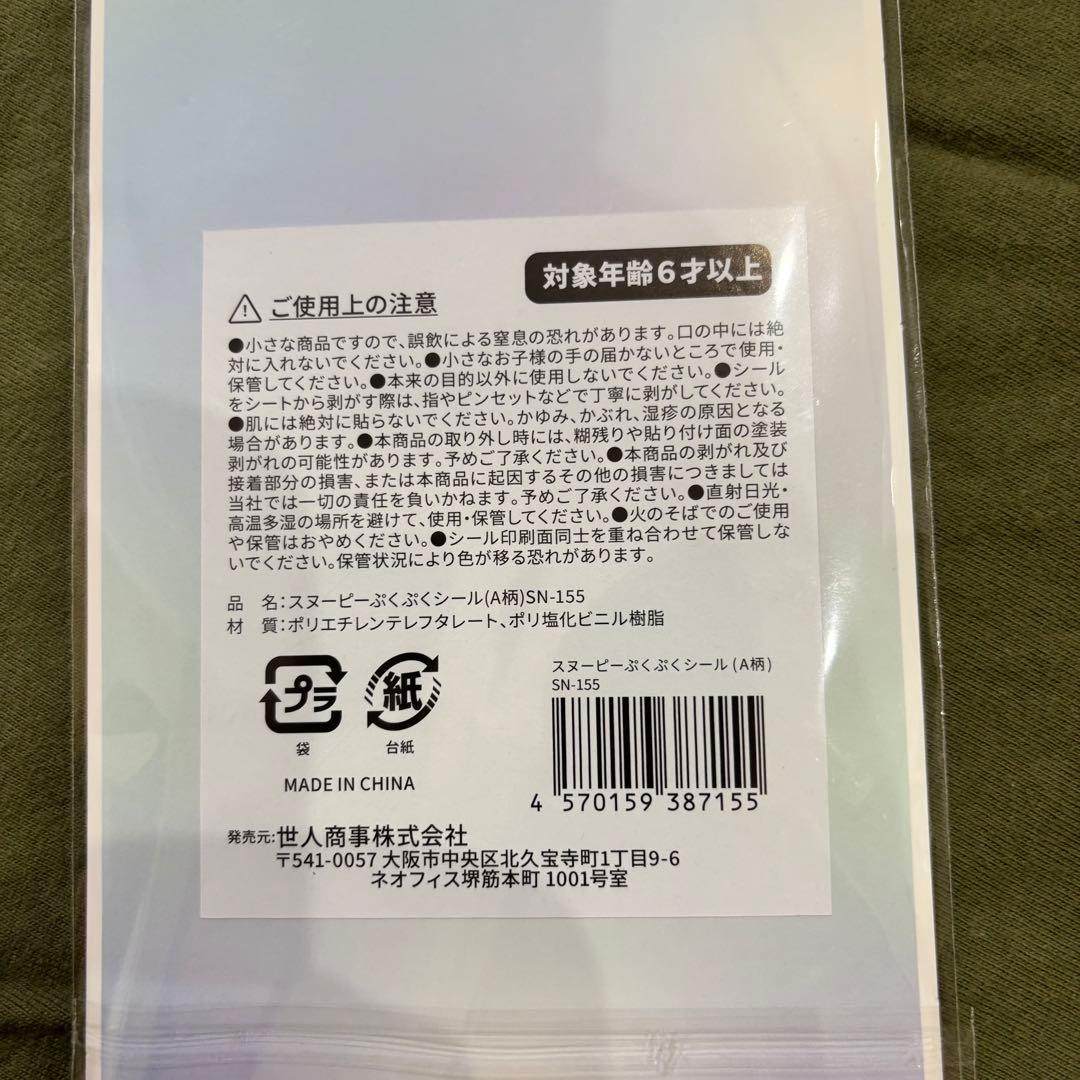 対象年齢6才以上
⚠ ご使用上の注意
●小さな商品ですので、誤飲による窒息の恐れがあります。口の中には絶
対に入れないでください。●小さなお子様の手の届かないところで使用・
保管してください。●本来の目的以外に使用しないでください。●シール
をシートから剥がす際は、指やピンセットなどで丁寧に剥がしてください。
●肌には絶対に貼らないでください。かゆみ、かぶれ、湿疹の原因となる
場合があります。●本商品の取り外し時には、糊残りや貼り付け面の塗装
剥がれの可能性があります。予めご了承ください。●本商品の剥がれ及び
接着部分の損害、または本商品に起因するその他の損害につきましては
当社では一切の責任を負いかねます。予めご了承ください。●直射日光・
高温多湿の場所を避けて、使用・保管してください。●火のそばでのご使用
や保管はおやめください。●シール印刷面同士を重ね合わせて保管しな
いでください。保管状況により色が移る恐れがあります。
品 名:スヌーピーぷくぷくシール(A柄)SN-155
材 質:ポリエチレンテレフタレート、ポリ塩化ビニル樹脂
プラ
紙
袋
台紙
MADE IN CHINA
スヌーピーぷくぷくシール (A柄)
SN-155
4 570159 387155
発売元:世人商事株式会社
〒541-0057 大阪市中央区北久宝寺町1丁目9-6
ネオフィス堺筋本町 1001号室